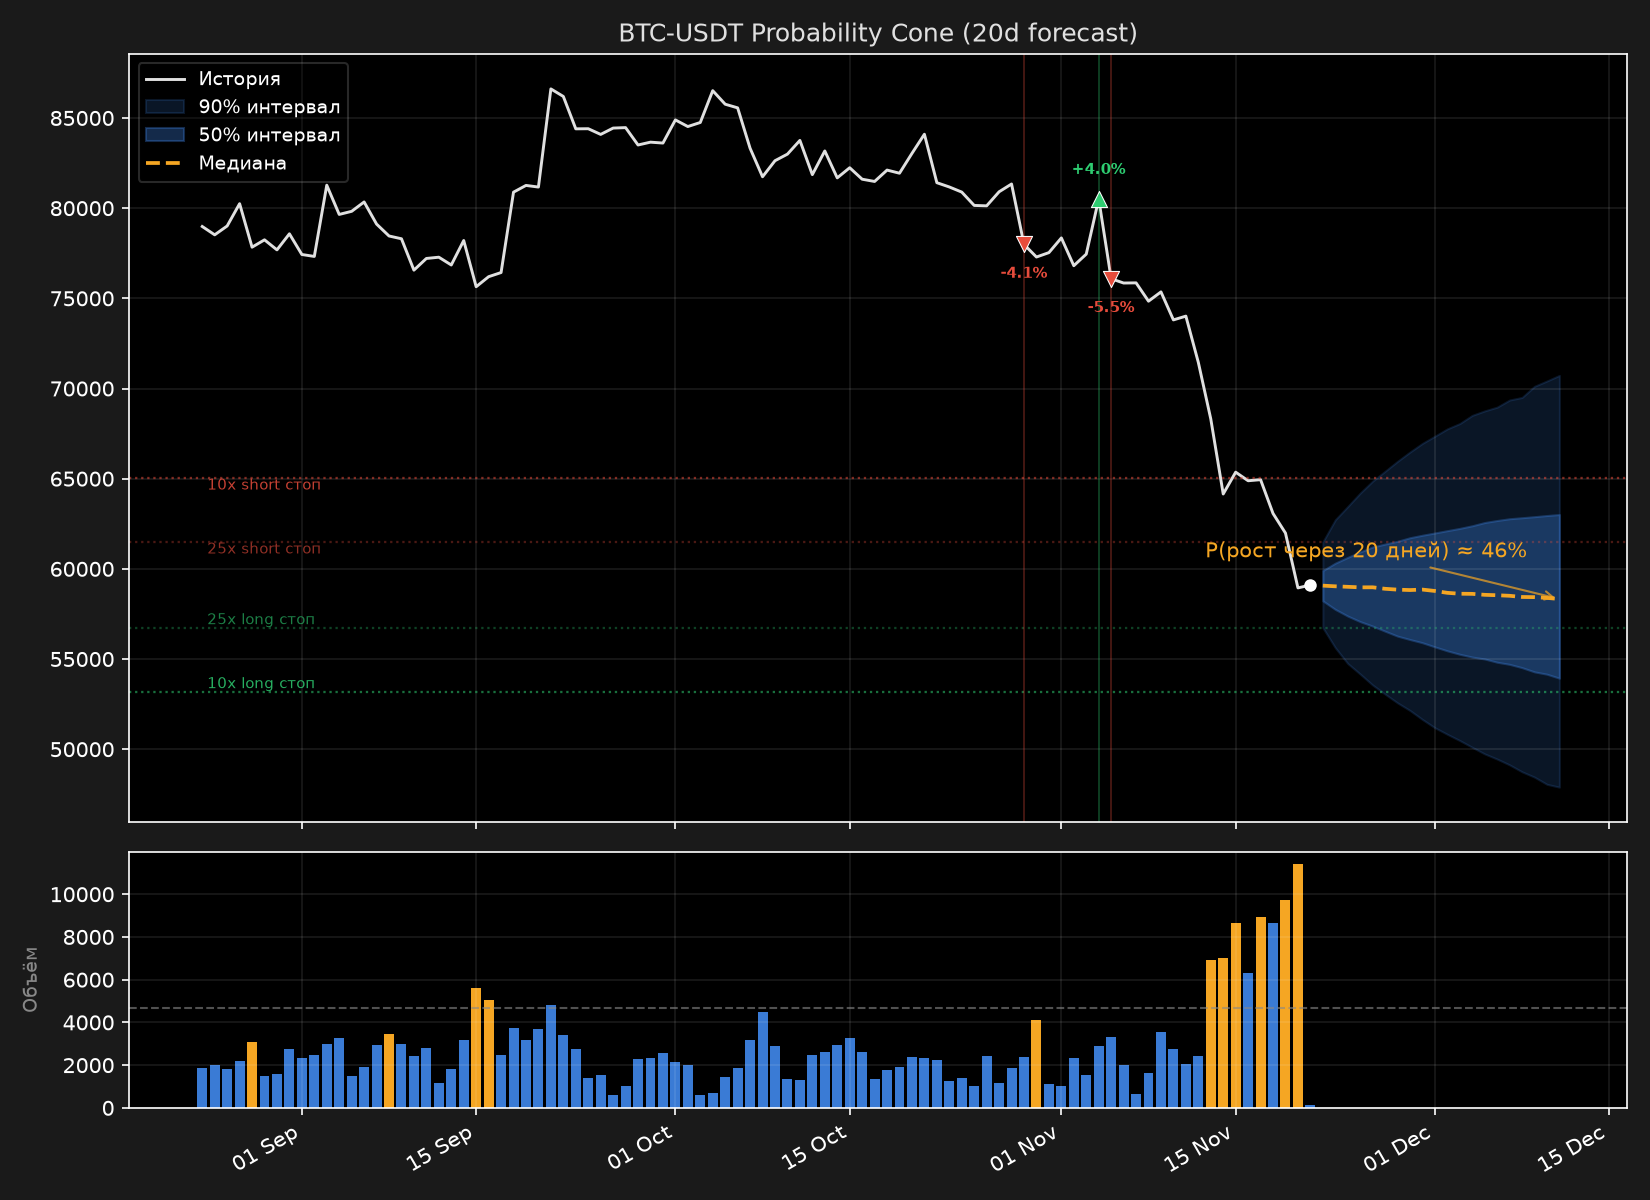 BTC-USDT Probability Cone (20d forecast)
История
90% интервал
50% интервал
Медиана
85000
80000
75000
70000
65000
60000
55000
50000
+4.0%
-4.1%
-5.5%
10x short стоп
25x short стоп
P(рост через 20 дней) ≈ 46%
25x long стоп
10x long стоп
Объём
10000
8000
6000
4000
2000
0
01 Sep
15 Sep
01 Oct
15 Oct
01 Nov
15 Nov
01 Dec
15 Dec